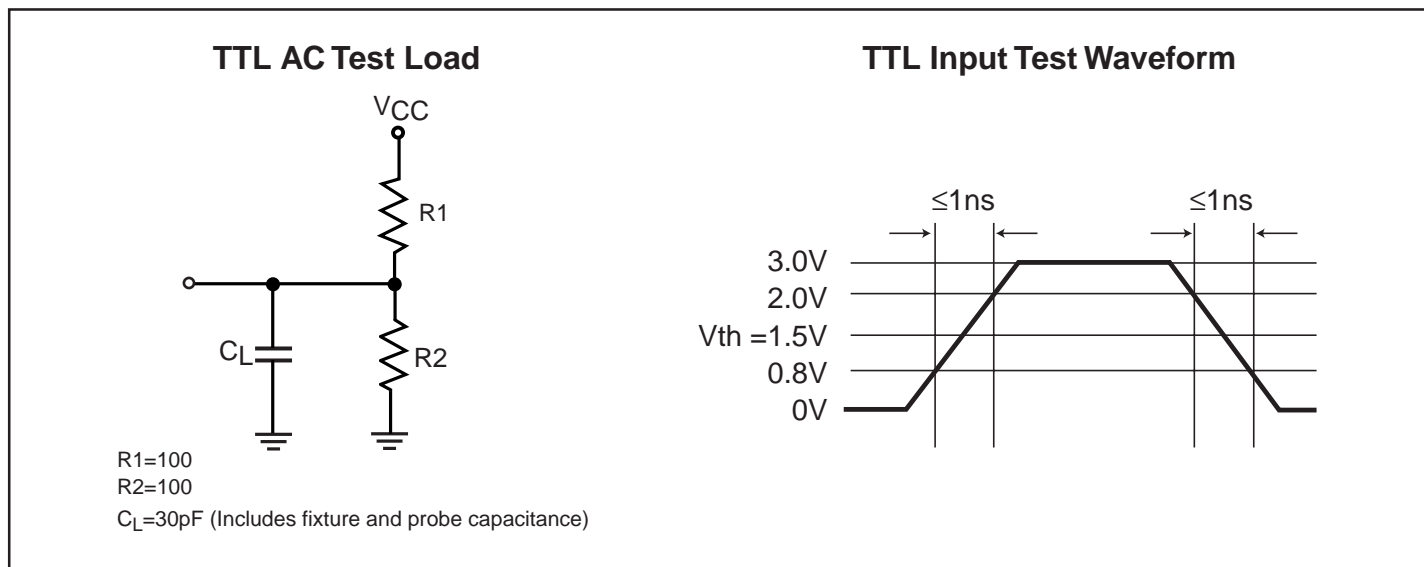 TTL AC Test Load
VCC
R1
CL
R2
R1=100
R2=100
CL=30pF (Includes fixture and probe capacitance)
TTL Input Test Waveform
≤1ns
≤1ns
3.0V
2.0V
Vth =1.5V
0.8V
0V